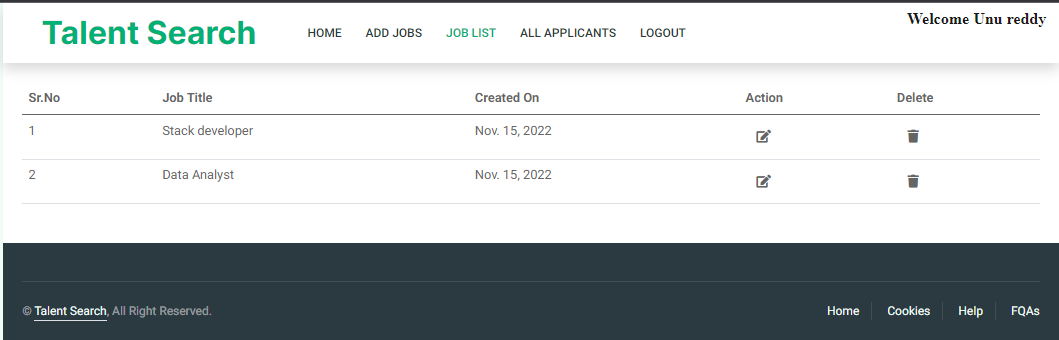 Welcome Unu reddy
Talent Search HOME ADD JOBS JOB LIST ALL APPLICANTS LOGOUT
Sr.No Job Title Created On Action Delete
1 Stack developer Nov. 15, 2022
2 Data Analyst Nov. 15, 2022
© Talent Search, All Right Reserved. Home Cookies Help FQAs